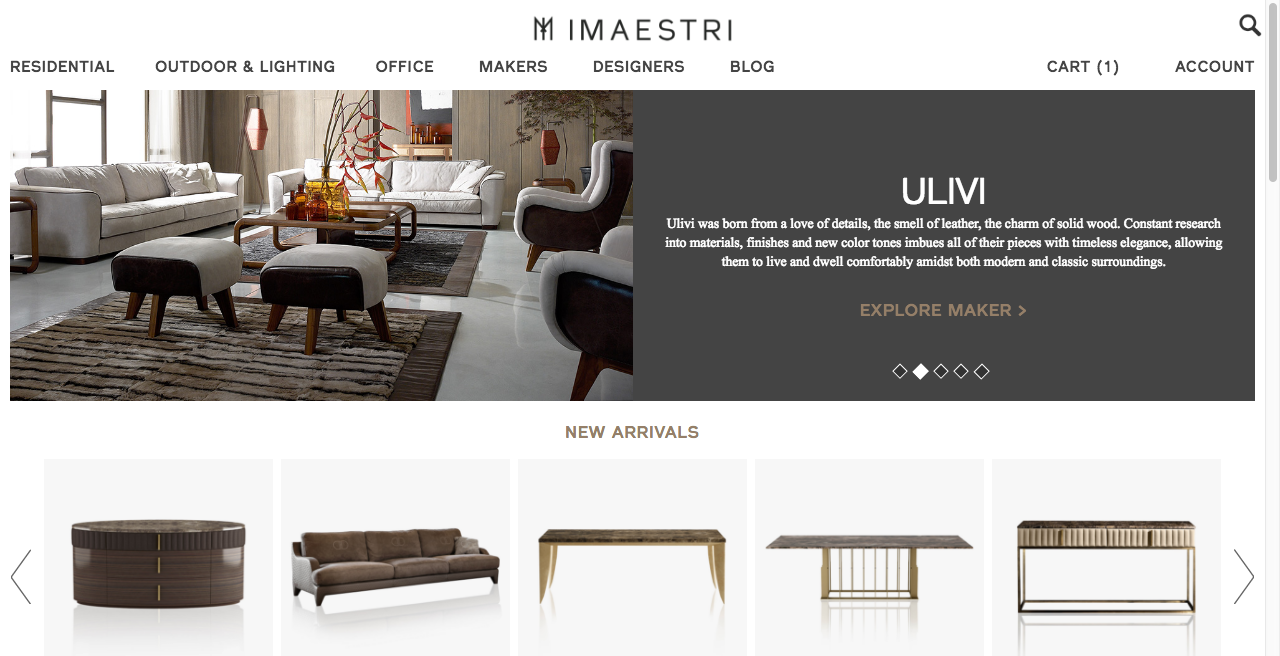 IMAESTRI
RESIDENTIAL OUTDOOR & LIGHTING OFFICE MAKERS DESIGNERS BLOG CART (1) ACCOUNT
ULIVI
Ulivi was born from a love of details, the smell of leather, the charm of solid wood. Constant research
into materials, finishes and new color tones imbues all of their pieces with timeless elegance, allowing
them to live and dwell comfortably amidst both modern and classic surroundings.
EXPLORE MAKER >
NEW ARRIVALS